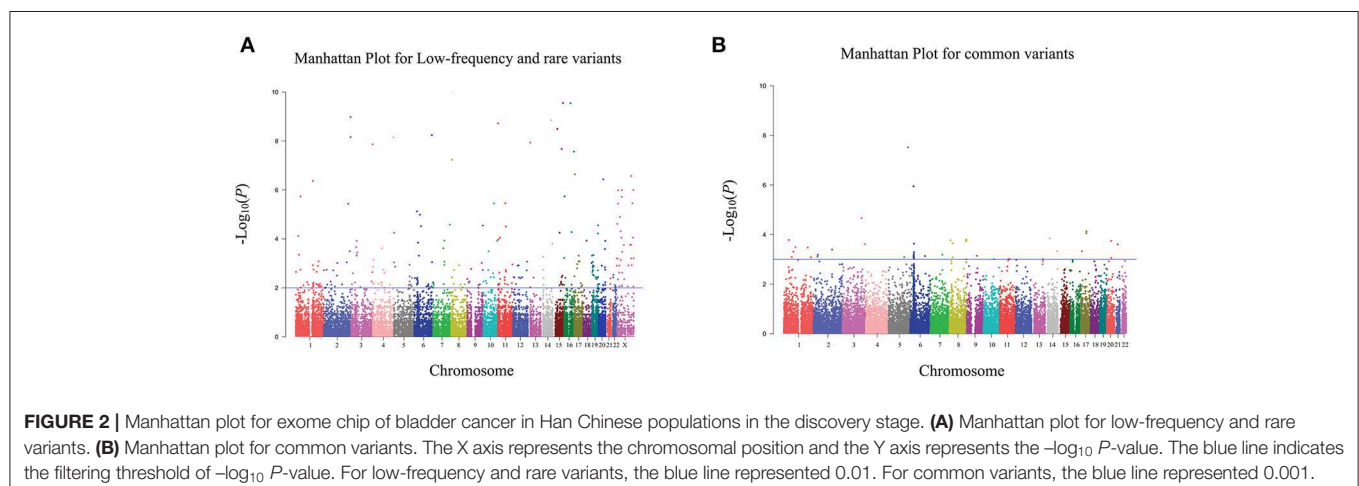 A
Manhattan Plot for Low-frequency and rare variants
10
8
6
4
2
0
-Log10(P)
1 2 3 4 5 6 7 8 9 10 11 12 13 14 15 16 17 18 19 20 21 22 X
Chromosome
B
Manhattan Plot for common variants
10
8
6
4
2
0
-Log10(P)
1 2 3 4 5 6 7 8 9 10 11 12 13 14 15 16 17 18 19 20 21 22
Chromosome
FIGURE 2 | Manhattan plot for exome chip of bladder cancer in Han Chinese populations in the discovery stage. (A) Manhattan plot for low-frequency and rare
variants. (B) Manhattan plot for common variants. The X axis represents the chromosomal position and the Y axis represents the –log10 P-value. The blue line indicates
the filtering threshold of –log10 P-value. For low-frequency and rare variants, the blue line represented 0.01. For common variants, the blue line represented 0.001.